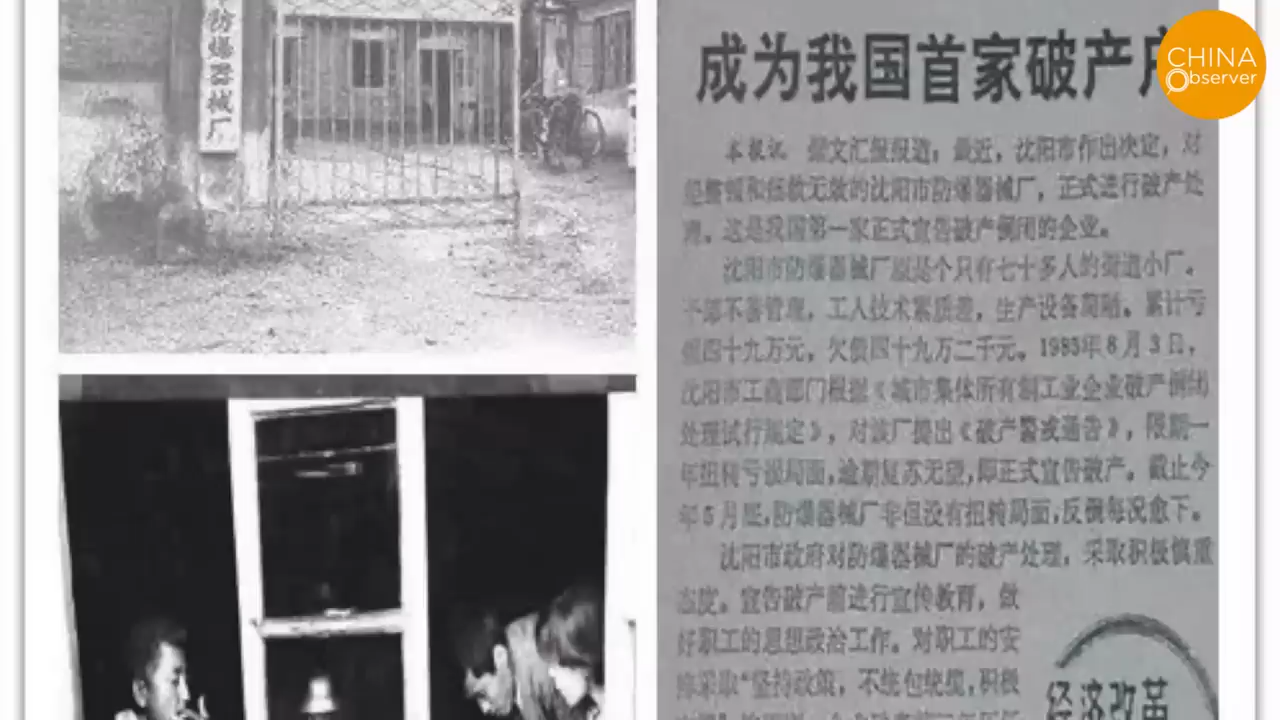 防爆器械厂
CHINA
Observer
成为我国首家破产户
本报讯 据文汇报报道：最近，沈阳市作出决定，对
经整顿和拯救无效的沈阳市防爆器械厂，正式进行破产处
理。这是我国第一家正式宣告破产倒闭的企业。
沈阳市防爆器械厂原是个只有七十多人的街道小厂。
干部不善管理，工人技术素质差，生产设备简陋。累计亏
损四十九万元，欠债四十九万二千元。1985年8月3日，
沈阳市工商部门根据《城市集体所有制工业企业破产倒闭
处理试行规定》，对该厂提出《破产警戒通告》，限期一
年扭转亏损局面，逾期复苏无望，即正式宣告破产。截止今
年5月底，防爆器械厂非但没有扭转局面，反债每况愈下。
沈阳市政府对防爆器械厂的破产处理，采取积极慎重
态度。宣告破产前进行宣传教育，做
好职工的思想政治工作。对职工的安
排采取“坚持政策，不统包统揽，积极
经济改革